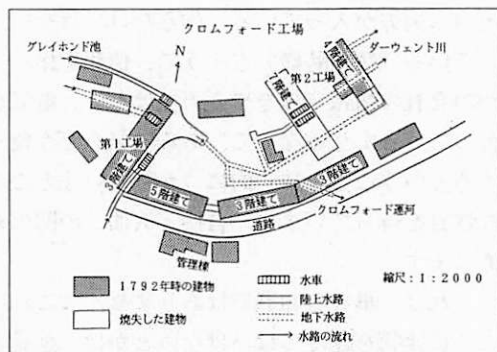 クロムフォード工場
グレイホンド池
N
4階建て
ダーウェント川
7階建て
第2工場
第1工場
3階建て
5階建て
3階建て
3階建て
クロムフォード運河
道路
管理棟
1792年時の建物
焼失した建物
水車
陸上水路
地下水路
水路の流れ
縮尺:1:2000